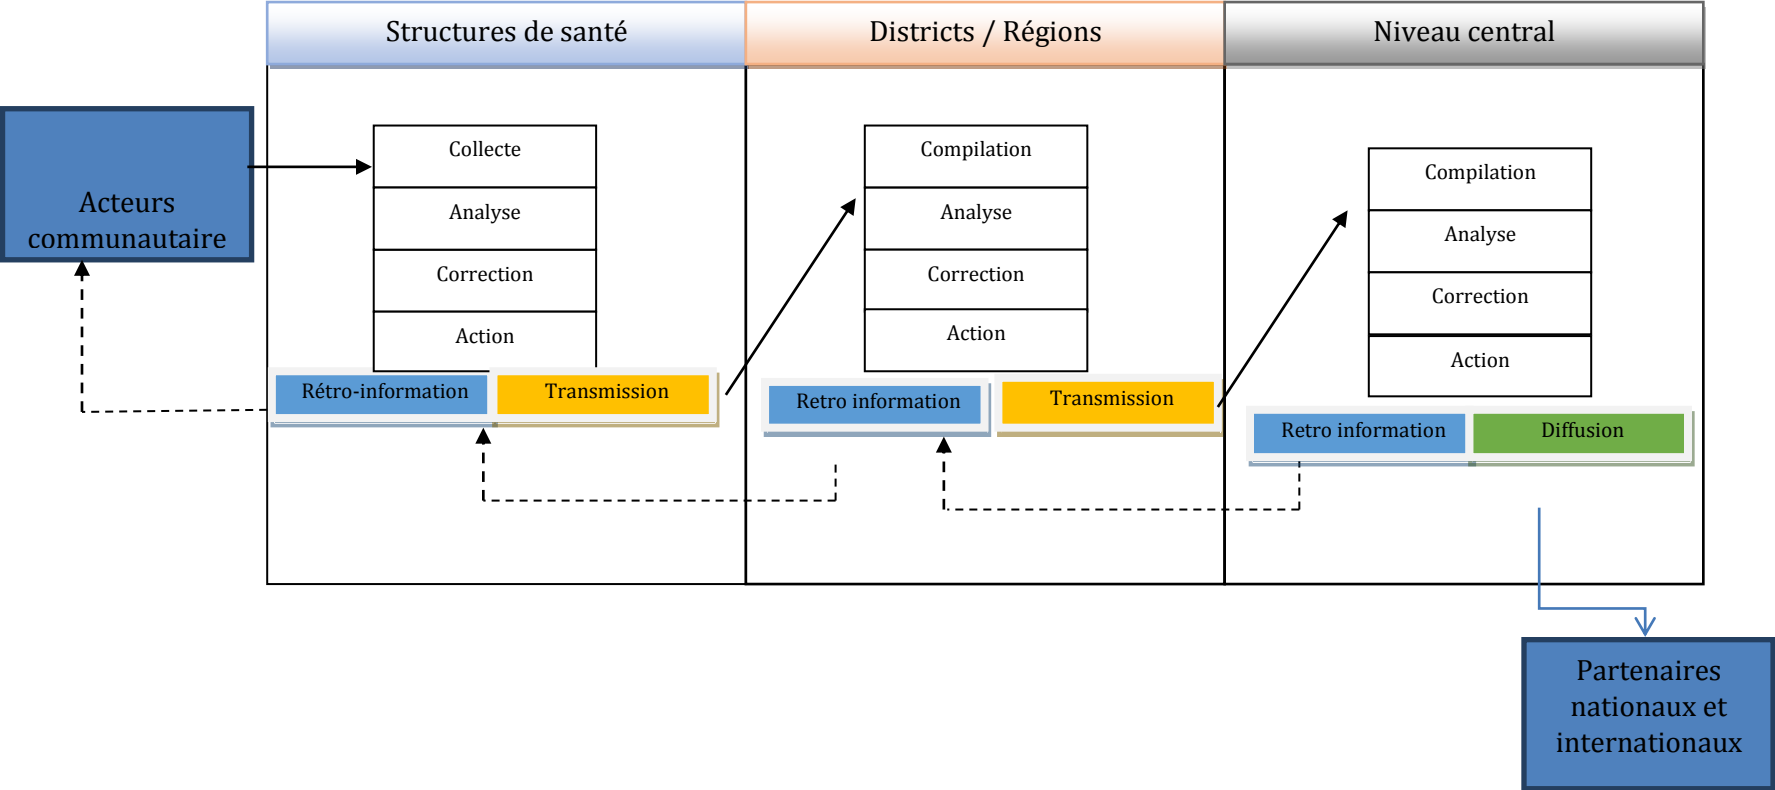 Structures de santé
Districts / Régions
Niveau central
Acteurs
communautaire
Collecte
Analyse
Correction
Action
Rétro-information
Transmission
Compilation
Analyse
Correction
Action
Retro information
Transmission
Compilation
Analyse
Correction
Action
Retro information
Diffusion
Partenaires
nationaux et
internationaux